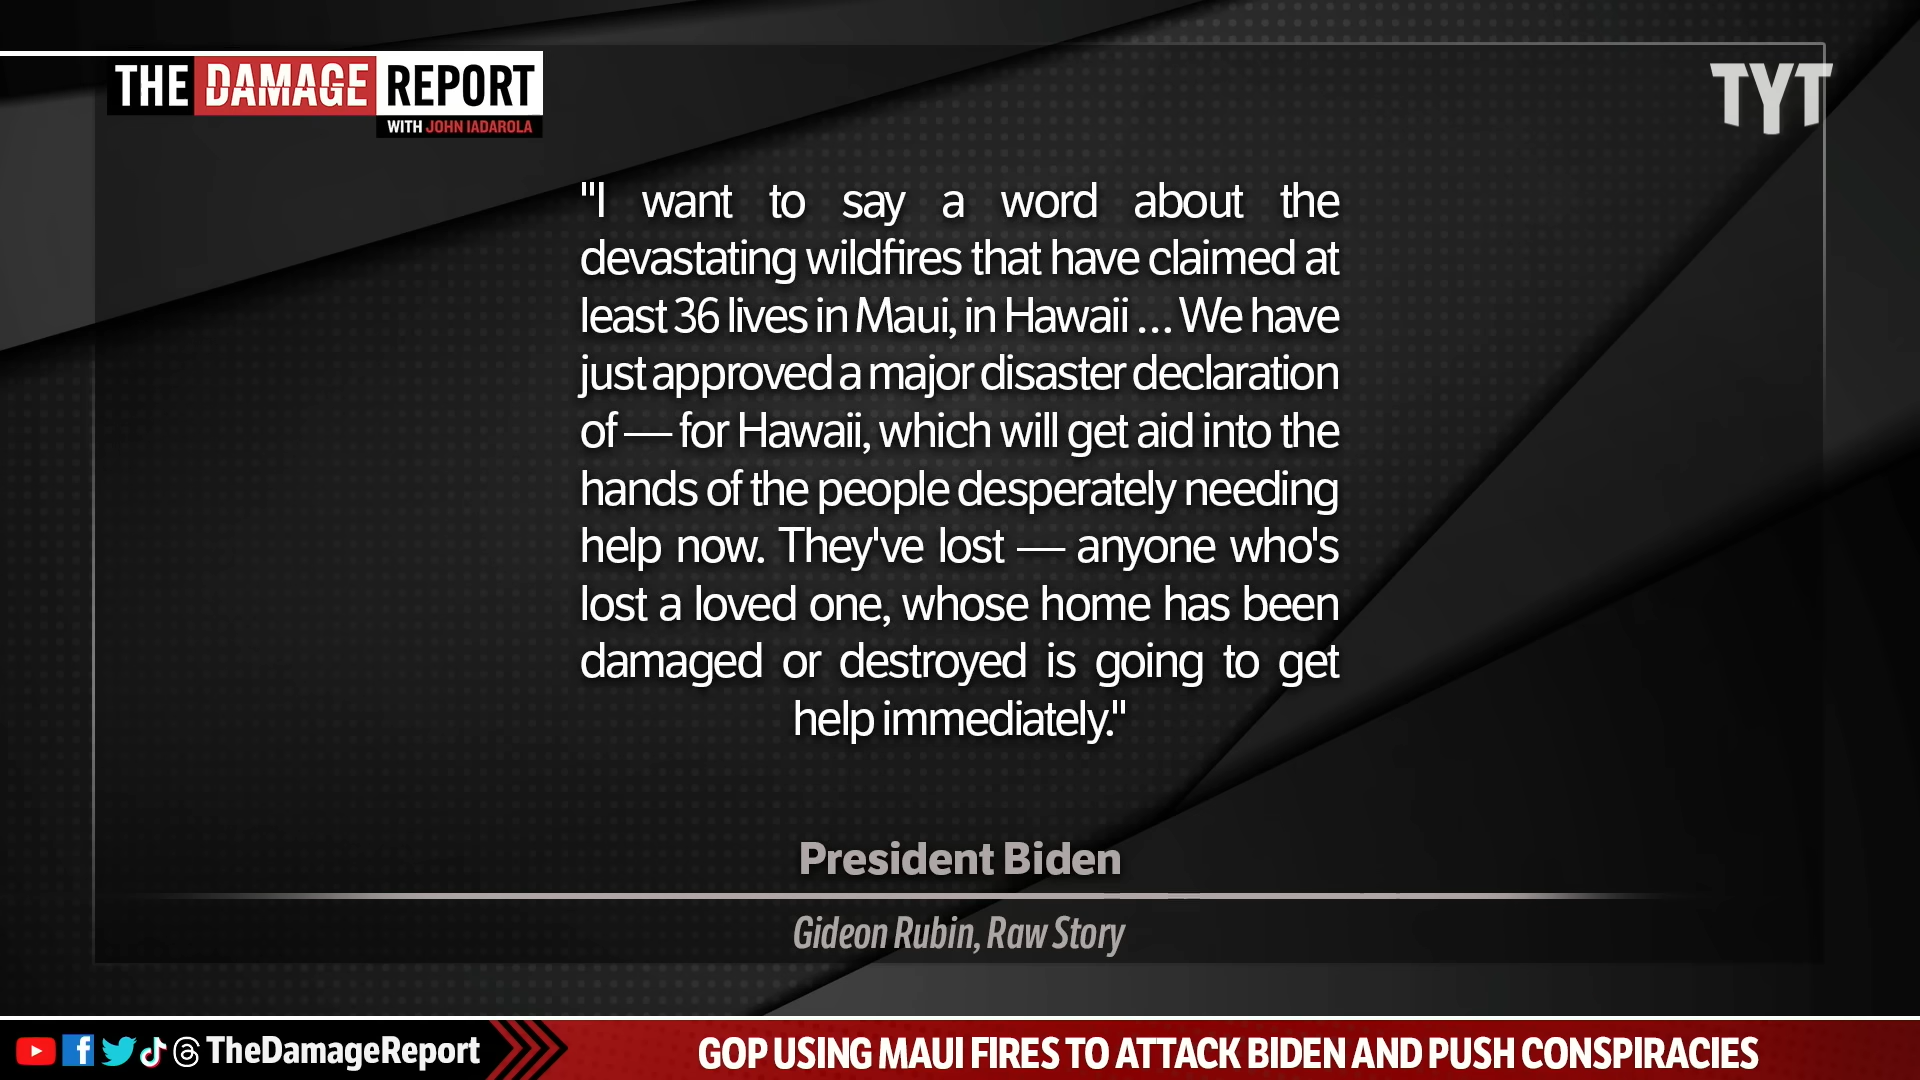 THE DAMAGE REPORT
WITH JOHN IADAROLA
TYT
"I want to say a word about the
devastating wildfires that have claimed at
least 36 lives in Maui, in Hawaii ... We have
just approved a major disaster declaration
of — for Hawaii, which will get aid into the
hands of the people desperately needing
help now. They've lost — anyone who's
lost a loved one, whose home has been
damaged or destroyed is going to get
help immediately."
President Biden
Gideon Rubin, Raw Story
TheDamageReport
GOP USING MAUI FIRES TO ATTACK BIDEN AND PUSH CONSPIRACIES